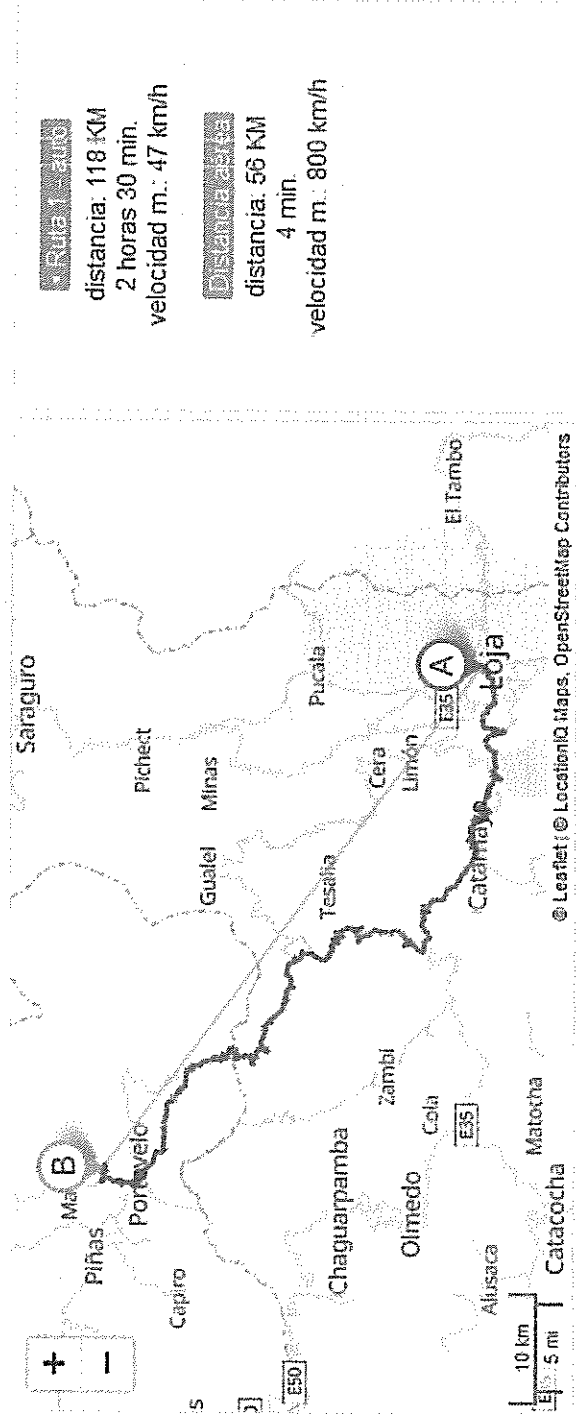 Saraguro
Pichect
Gualel
Minas
Pucala
Tesalia
Cera
Limón
E35
A
Loja
El Tambo
Catamayo
B
Ma
Piñas
Portovelo
Capiro
s
E50
Chaguarpamba
Zambi
Olmedo
Cola
E35
Alusaca
Matocha
Catacocha
+
−
10 km
5 mi
© Leaflet | © LocationIQ Maps, OpenStreetMap Contributors
Ruta 1 - auto
distancia: 118 KM
2 horas 30 min.
velocidad m.: 47 km/h
Distancia aérea
distancia: 56 KM
4 min.
velocidad m.: 800 km/h